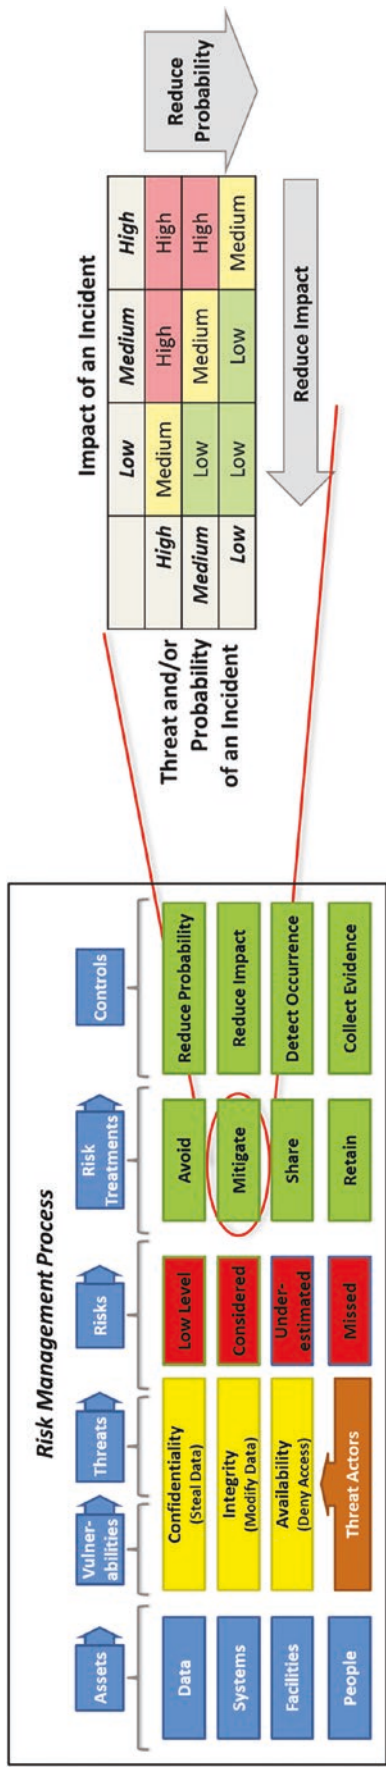 Risk Management Process
Assets
Vulner-
abilities
Threats
Risks
Risk
Treatments
Controls
Data
Systems
Facilities
People
Confidentiality
(Steal Data)
Integrity
(Modify Data)
Availability
(Deny Access)
Threat Actors
Low Level
Considered
Under-
estimated
Missed
Avoid
Mitigate
Share
Retain
Reduce Probability
Reduce Impact
Detect Occurrence
Collect Evidence
Impact of an Incident
Low Medium High
Threat and/or
Probability
of an Incident
High Medium High High
Medium Low Medium High
Low Low Low Medium
Reduce
Probability
Reduce Impact